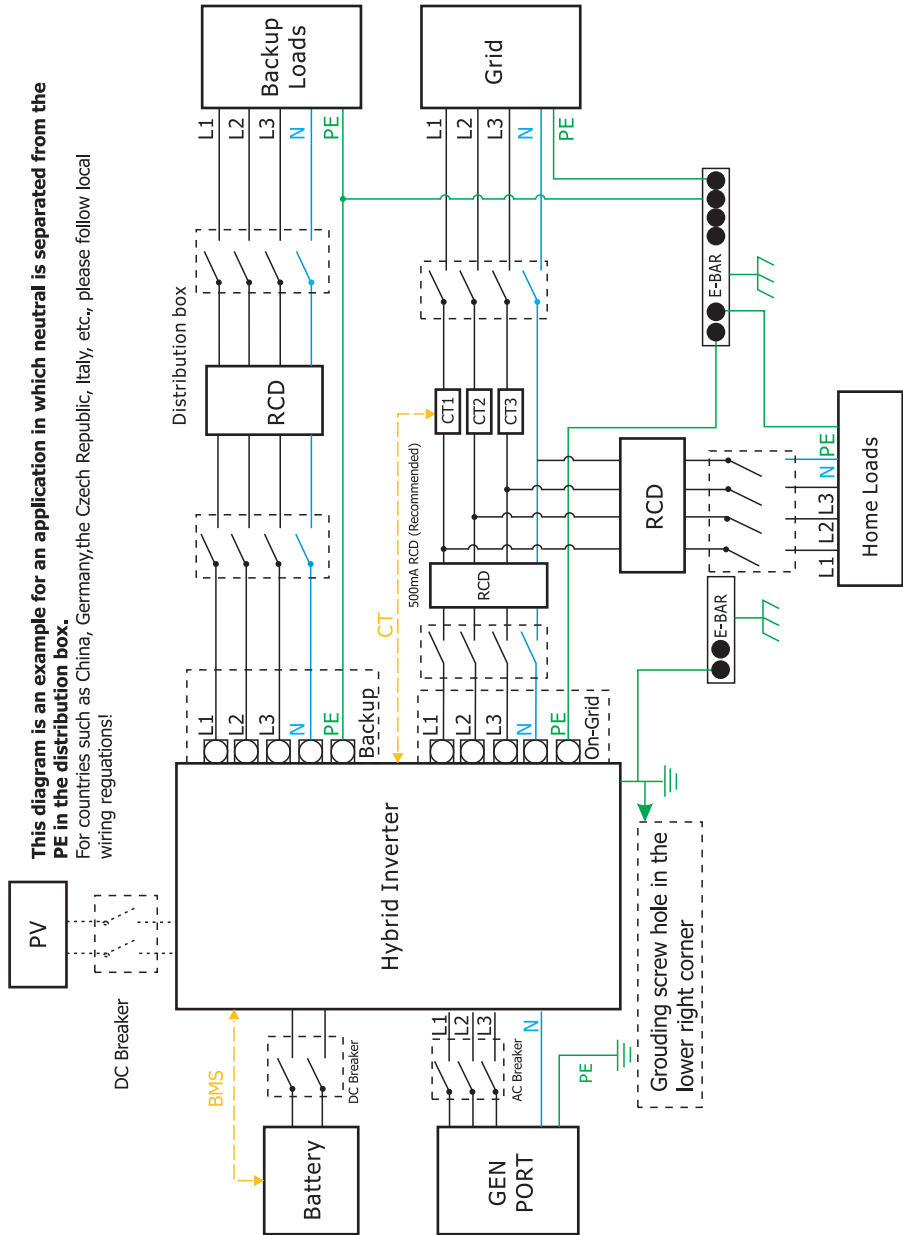 This diagram is an example for an application in which neutral is separated from the
PE in the distribution box.
For countries such as China, Germany,the Czech Republic, Italy, etc., please follow local
wiring reguations!
PV
DC Breaker
BMS
Battery
DC Breaker
Hybrid Inverter
GEN
PORT
AC Breaker
L1
L2
L3
N
PE
Grouding screw hole in the
lower right corner
Backup
L1
L2
L3
N
PE
Distribution box
RCD
L1
L2
L3
N
PE
Backup
Loads
CT
On-Grid
L1
L2
L3
N
PE
500mA RCD (Recommended)
RCD
CT1
CT2
CT3
L1
L2
L3
N
PE
Grid
RCD
L1 L2 L3 N PE
Home Loads
E-BAR
E-BAR